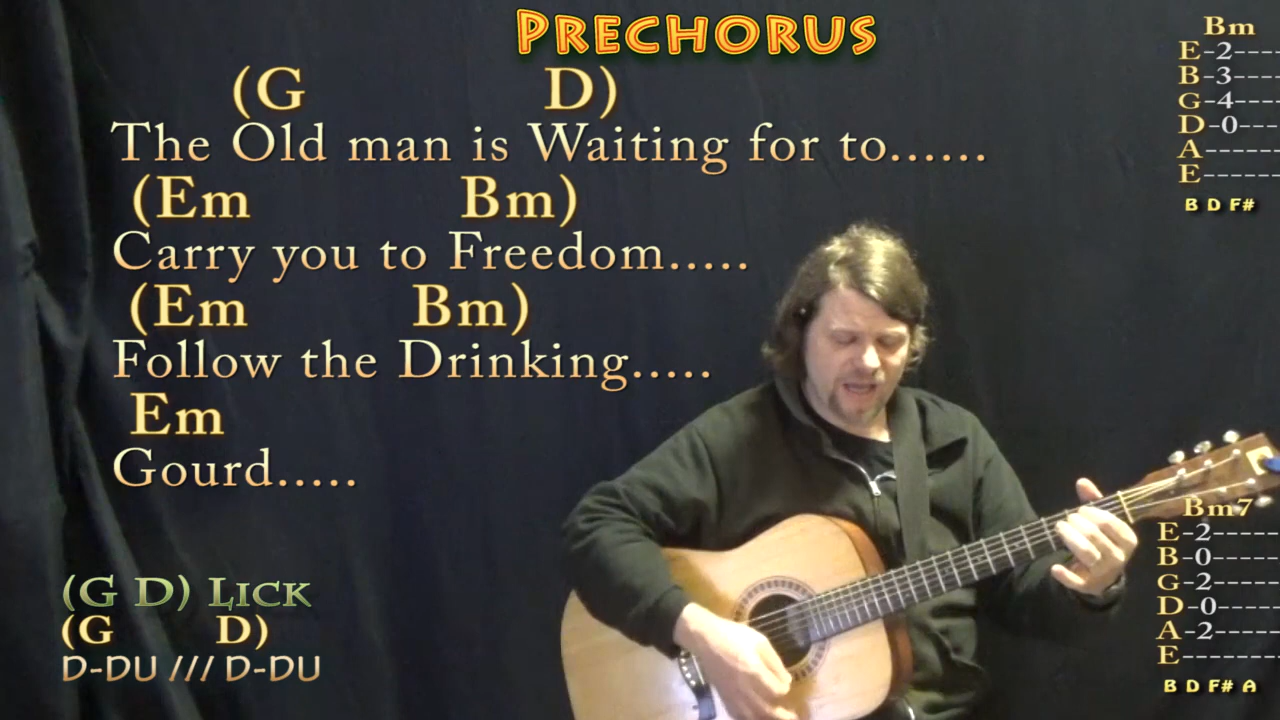 PRECHORUS
(G D)
The Old man is Waiting for to......
(Em Bm)
Carry you to Freedom.....
(Em Bm)
Follow the Drinking.....
Em
Gourd.....
(G D) LICK
(G D)
D-DU /// D-DU
Bm
E-2----
B-3----
G-4----
D-0---
A------
E------
B D F#
Bm7
E-2-----
B-0-----
G-2-----
D-0-----
A-2-----
E-------
B D F# A